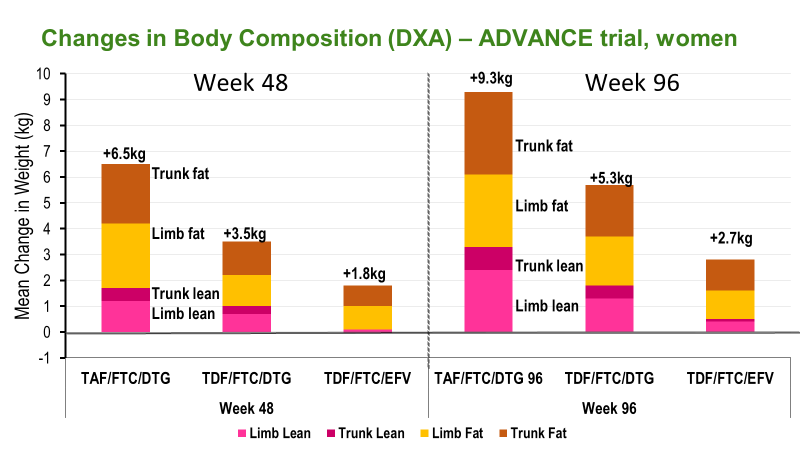 Changes in Body Composition (DXA) – ADVANCE trial, women
Mean Change in Weight (kg)
10
9
8
7
6
5
4
3
2
1
0
-1
Week 48
Week 96
+6.5kg
+3.5kg
+1.8kg
+9.3kg
+5.3kg
+2.7kg
Trunk fat
Limb fat
Trunk lean
Limb lean
Trunk fat
Limb fat
Trunk lean
Limb lean
TAF/FTC/DTG TDF/FTC/DTG TDF/FTC/EFV TAF/FTC/DTG 96 TDF/FTC/DTG TDF/FTC/EFV
Week 48 Week 96
Limb Lean Trunk Lean Limb Fat Trunk Fat